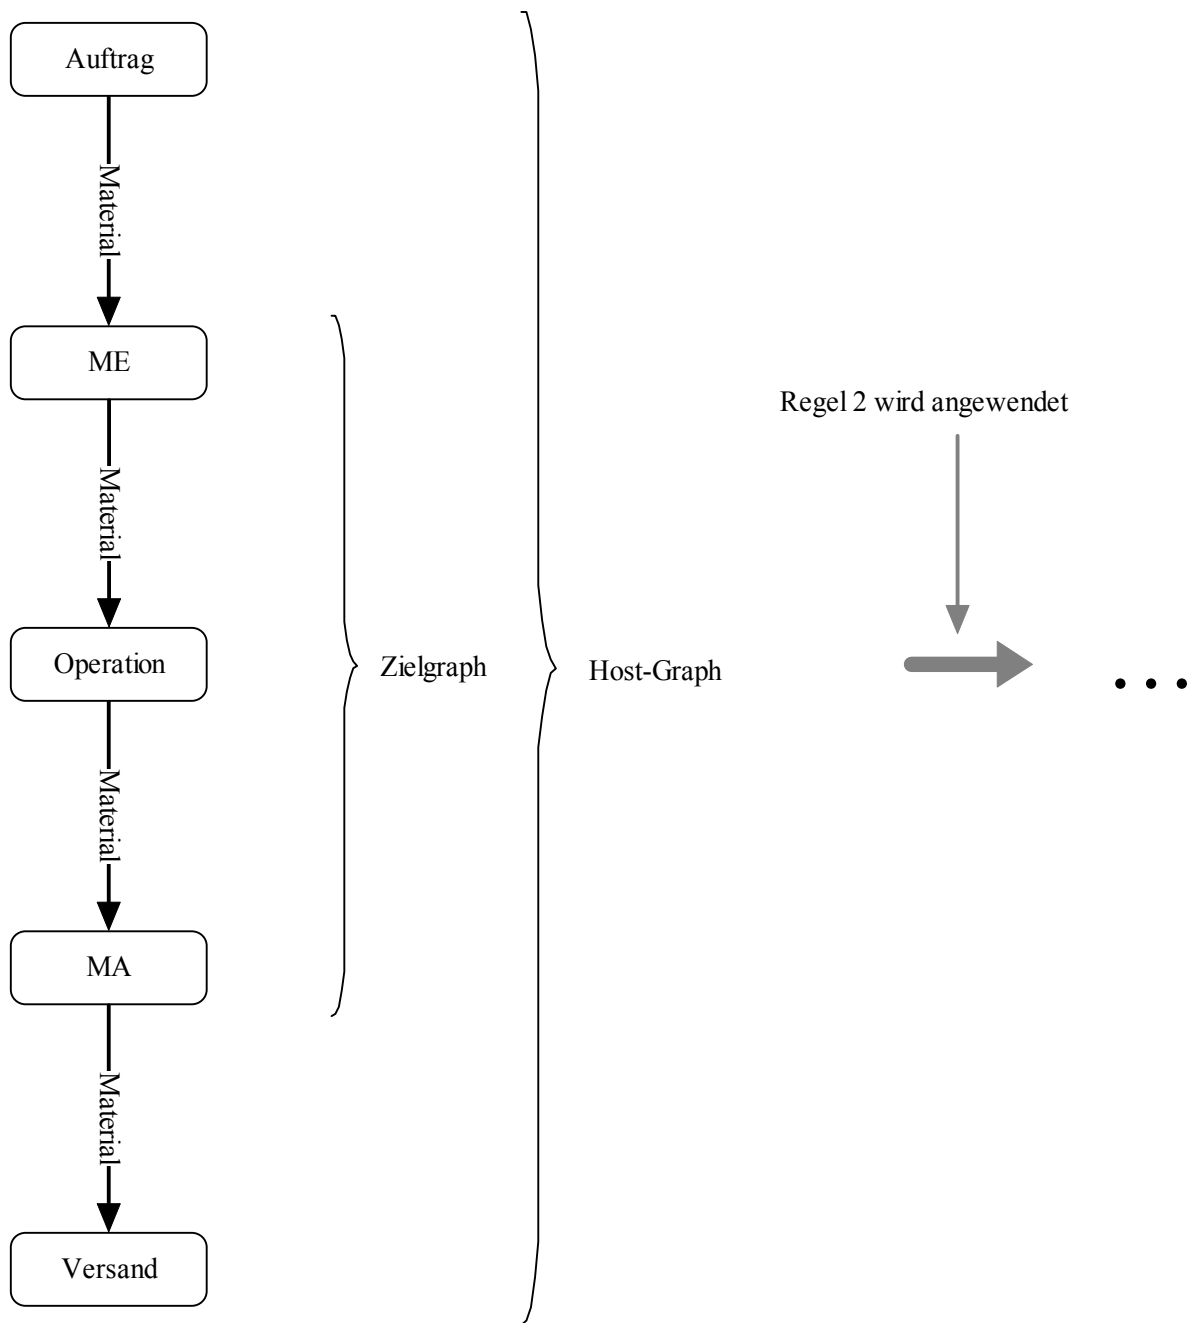 Auftrag
Material
ME
Regel 2 wird angewendet
Material
Operation
Zielgraph
Host-Graph
. . .
Material
MA
Material
Versand